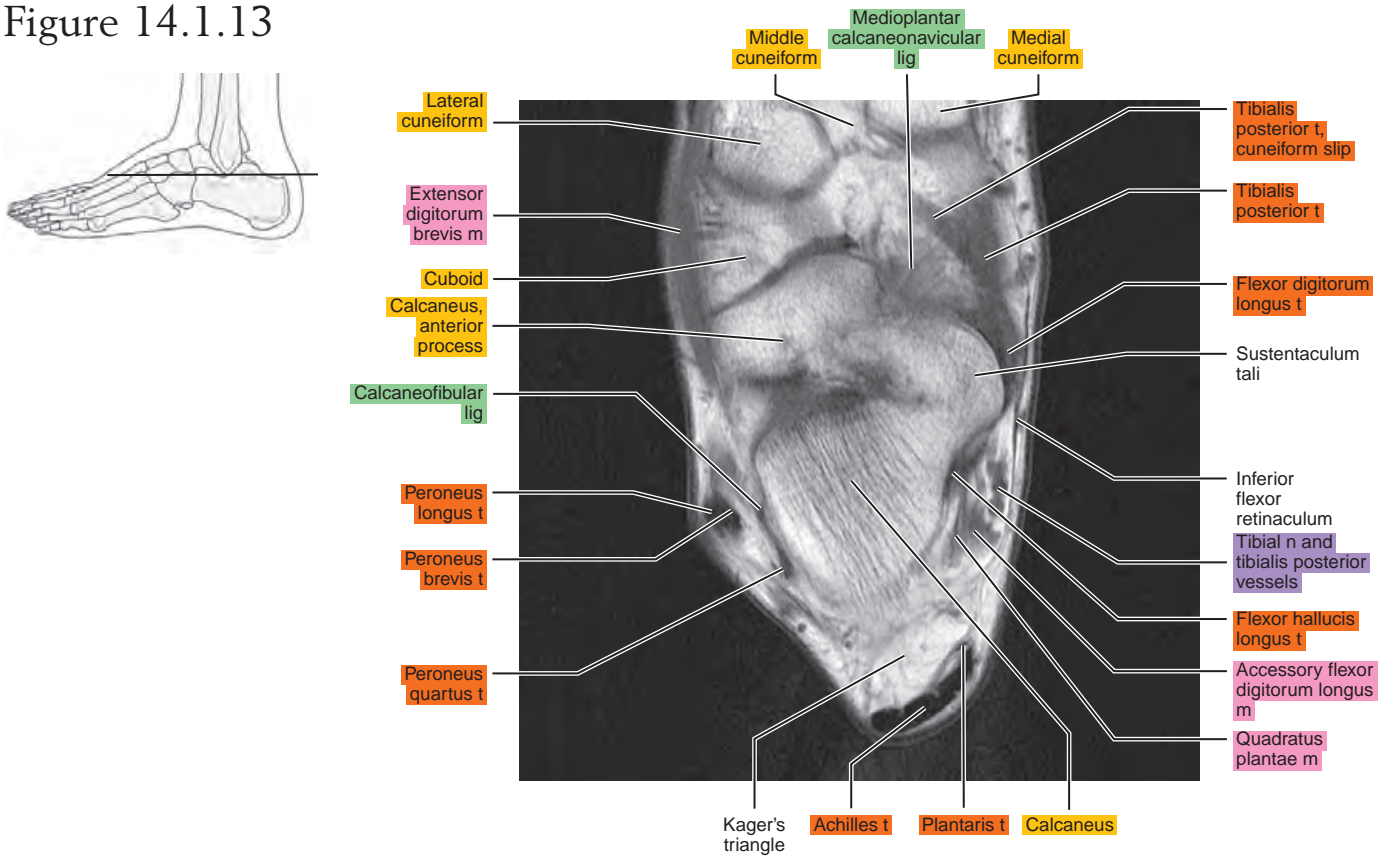 Figure 14.1.13
Middle
cuneiform
Medioplantar
calcaneonavicular
lig
Medial
cuneiform
Lateral
cuneiform
Extensor
digitorum
brevis m
Cuboid
Calcaneus,
anterior
process
Calcaneofibular
lig
Peroneus
longus t
Peroneus
brevis t
Peroneus
quartus t
Tibialis
posterior t,
cuneiform slip
Tibialis
posterior t
Flexor digitorum
longus t
Sustentaculum
tali
Inferior
flexor
retinaculum
Tibial n and
tibialis posterior
vessels
Flexor hallucis
longus t
Accessory flexor
digitorum longus
m
Quadratus
plantae m
Kager's
triangle
Achilles t
Plantaris t
Calcaneus